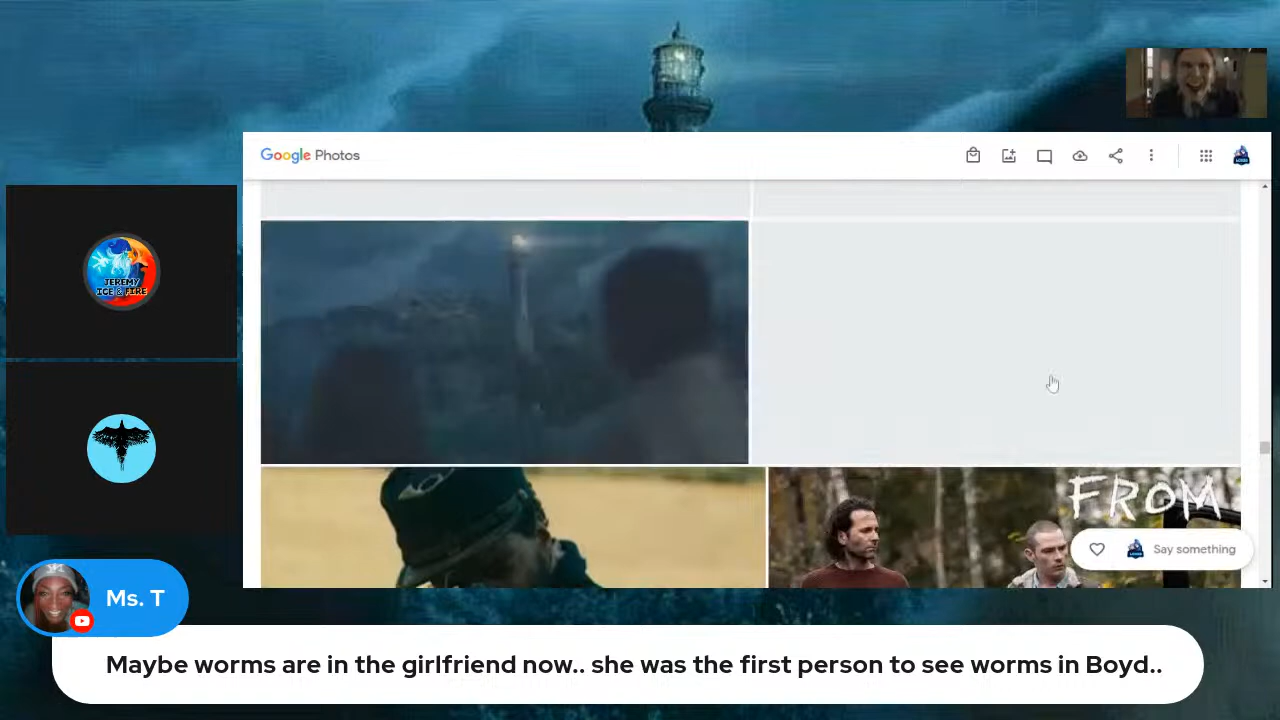 Google Photos
JEREMY
ICE & FIRE
FROM
Say something
Ms. T
Maybe worms are in the girlfriend now.. she was the first person to see worms in Boyd..